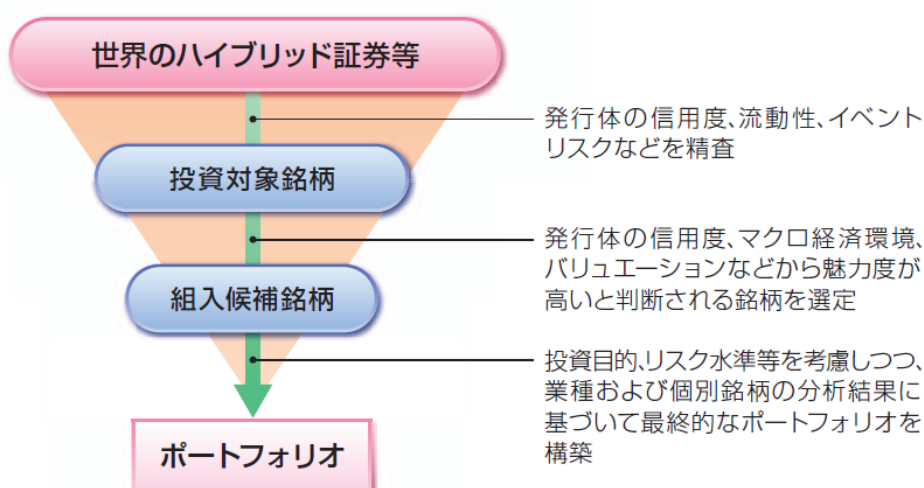 世界のハイブリッド証券等
発行体の信用度、流動性、イベント
リスクなどを精査
投資対象銘柄
発行体の信用度、マクロ経済環境、
バリュエーションなどから魅力度が
高いと判断される銘柄を選定
組入候補銘柄
投資目的、リスク水準等を考慮しつつ、
業種および個別銘柄の分析結果に
基づいて最終的なポートフォリオを
構築
ポートフォリオ